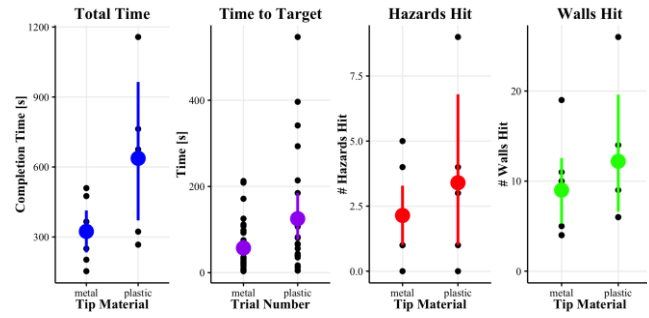 Total Time
Completion Time [s]
1200
900
600
300
metal
plastic
Tip Material
Time to Target
Time [s]
400
200
0
metal
plastic
Trial Number
Hazards Hit
# Hazards Hit
7.5
5.0
2.5
0.0
metal
plastic
Tip Material
Walls Hit
# Walls Hit
20
10
0
metal
plastic
Tip Material